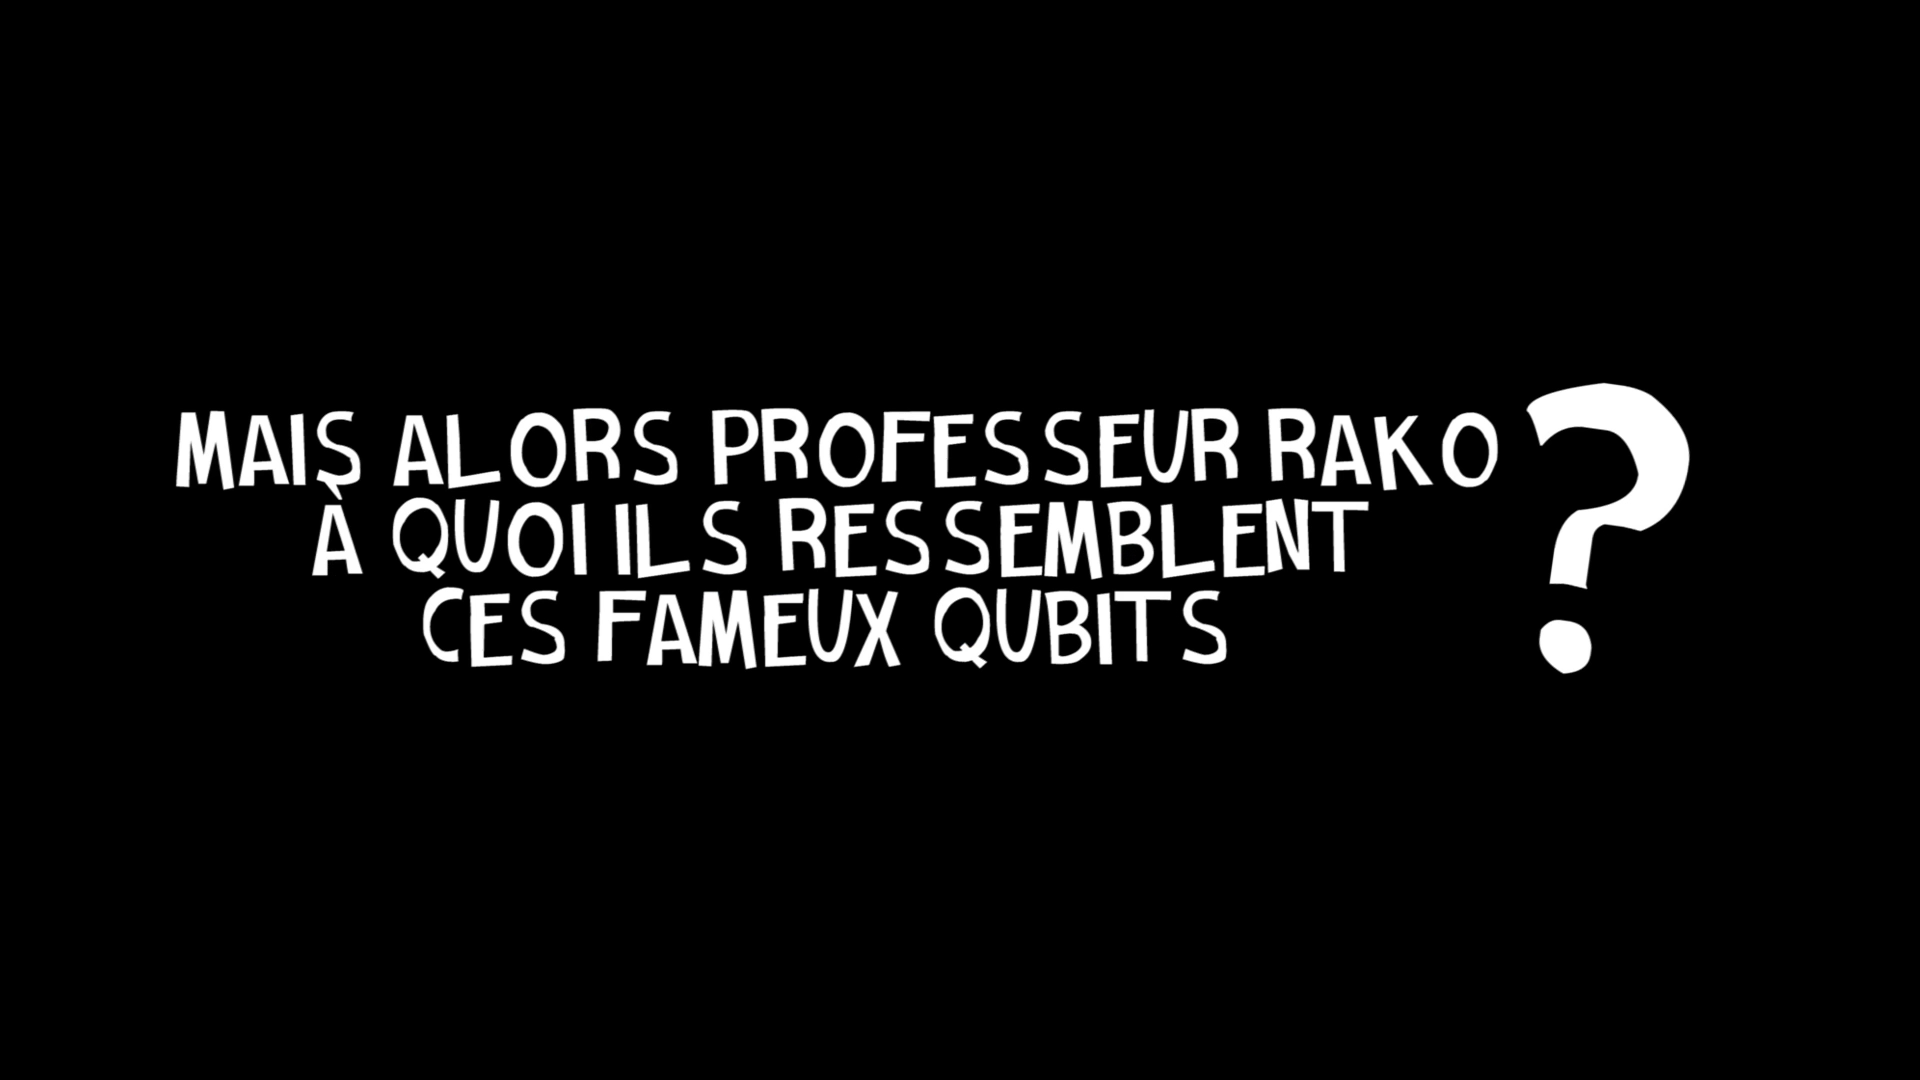 MAIS ALORS PROFESSEUR RAKO
À QUOI ILS RESSEMBLENT
CES FAMEUX QUBITS ?